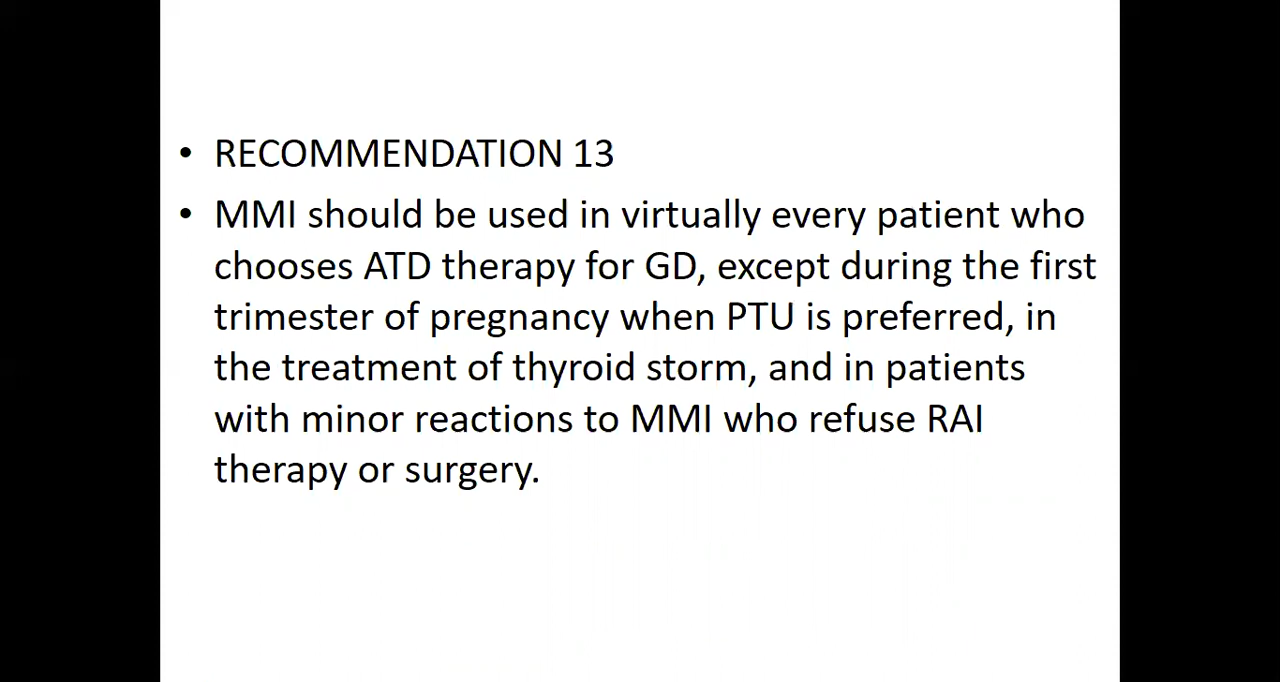 • RECOMMENDATION 13
• MMI should be used in virtually every patient who
chooses ATD therapy for GD, except during the first
trimester of pregnancy when PTU is preferred, in
the treatment of thyroid storm, and in patients
with minor reactions to MMI who refuse RAI
therapy or surgery.